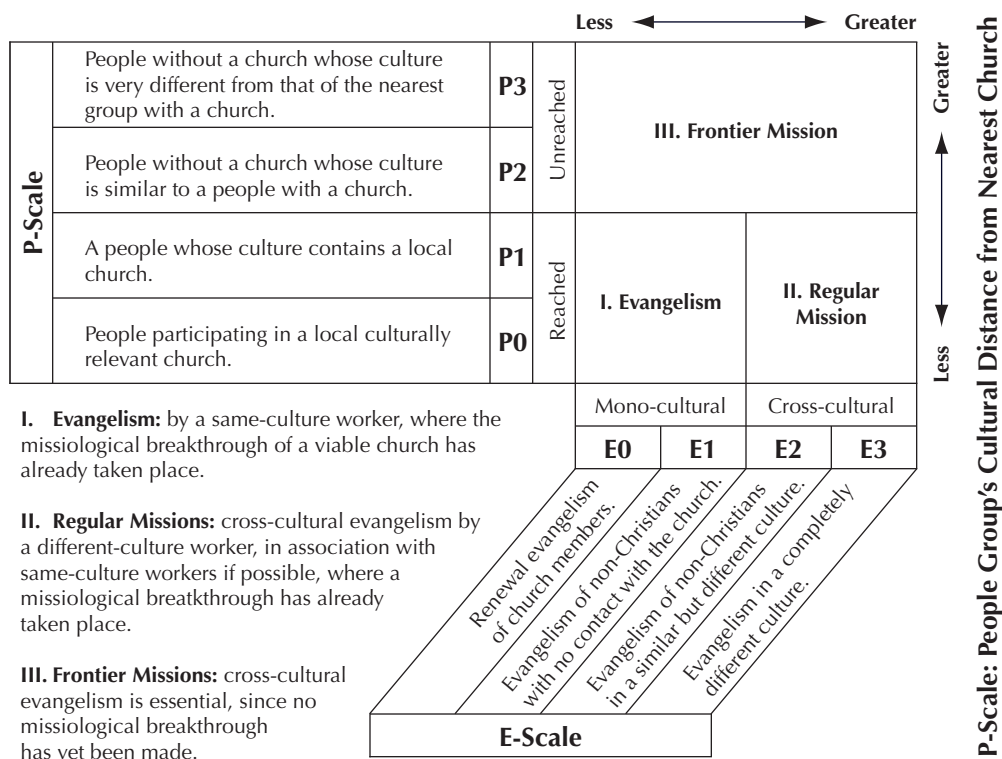 Less Greater
P-Scale
People without a church whose culture
is very different from that of the nearest
group with a church.
P3
People without a church whose culture
is similar to a people with a church.
P2
Unreached
III. Frontier Mission
A people whose culture contains a local
church.
P1
People participating in a local culturally
relevant church.
P0
Reached
I. Evangelism
II. Regular
Mission
Greater
Less
P-Scale: People Group's Cultural Distance from Nearest Church
Mono-cultural
Cross-cultural
E0
E1
E2
E3
Renewal evangelism
of church members.
Evangelism of non-Christians
with no contact with the church.
Evangelism of non-Christians
in a similar but different culture.
Evangelism in a completely
different culture.
E-Scale
I. Evangelism: by a same-culture worker, where the
missiological breakthrough of a viable church has
already taken place.
II. Regular Missions: cross-cultural evangelism by
a different-culture worker, in association with
same-culture workers if possible, where a
missiological breatkthrough has already
taken place.
III. Frontier Missions: cross-cultural
evangelism is essential, since no
missiological breakthrough
has yet been made.